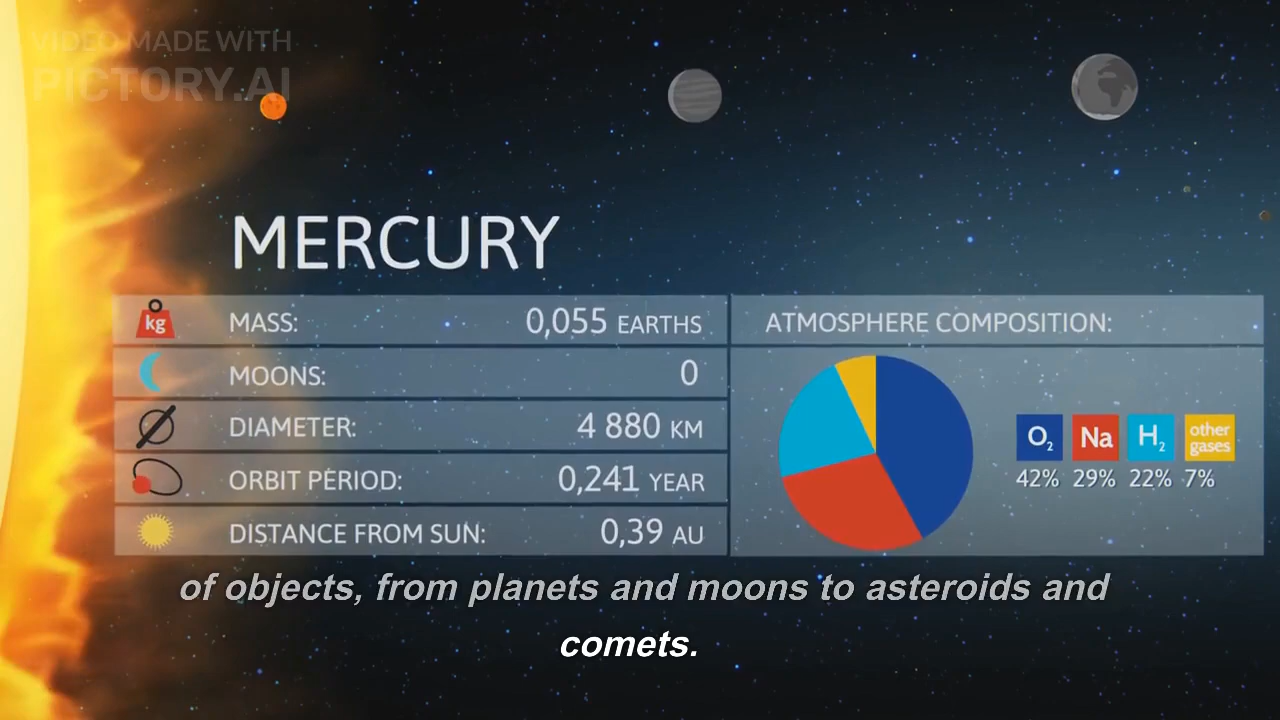 VIDEO MADE WITH
PICTORY.AI
MERCURY
kg MASS: 0,055 EARTHS
MOONS: 0
DIAMETER: 4 880 KM
ORBIT PERIOD: 0,241 YEAR
DISTANCE FROM SUN: 0,39 AU
ATMOSPHERE COMPOSITION:
O₂ Na H₂ other gases
42% 29% 22% 7%
of objects, from planets and moons to asteroids and
comets.